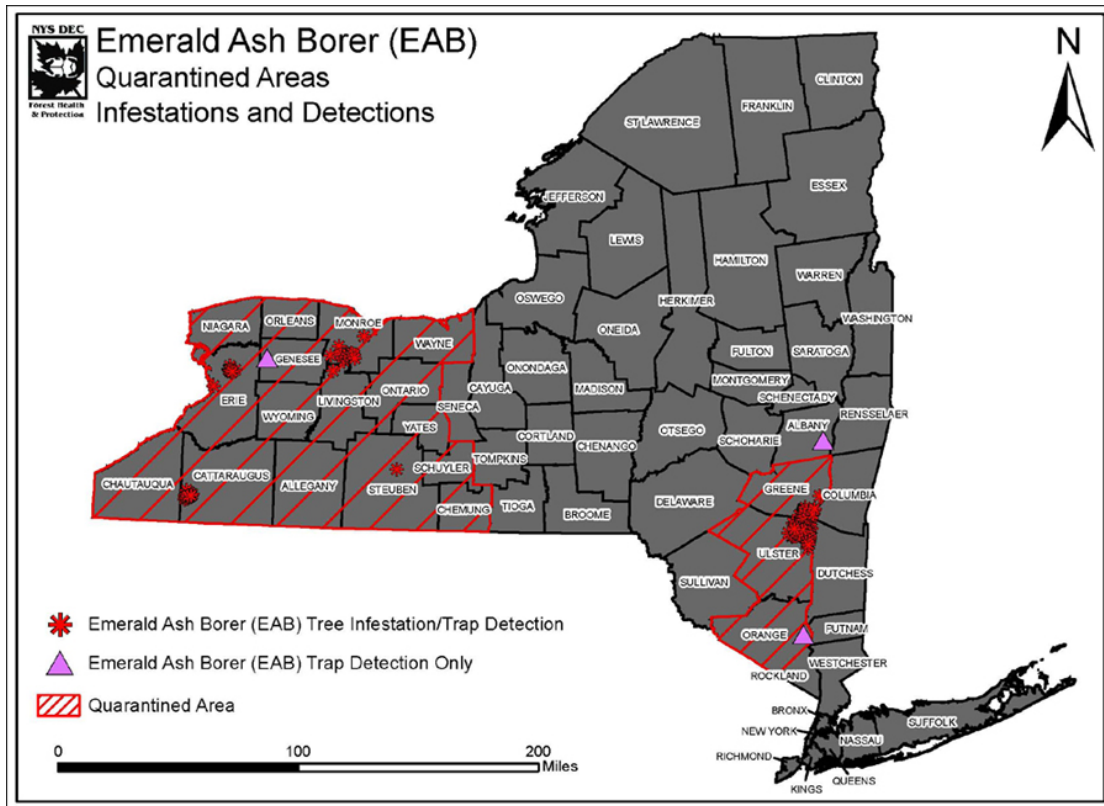 NYS DEC
Forest Health
& Protection
Emerald Ash Borer (EAB)
Quarantined Areas
Infestations and Detections
N
CLINTON
FRANKLIN
ST LAWRENCE
ESSEX
JEFFERSON
LEWIS
HAMILTON
WARREN
OSWEGO
HERKIMER
WASHINGTON
ONEIDA
NIAGARA
ORLEANS
MONROE
WAYNE
FULTON
SARATOGA
GENESEE
ONONDAGA
MONTGOMERY
MADISON
SCHENECTADY
ONTARIO
CAYUGA
ERIE
LIVINGSTON
SENECA
RENSSELAER
WYOMING
YATES
ALBANY
OTSEGO
CORTLAND
SCHOHARIE
CHENANGO
TOMPKINS
SCHUYLER
CATTARAUGUS
CHAUTAUQUA
ALLEGANY
STEUBEN
GREENE
COLUMBIA
DELAWARE
CHEMUNG
TIOGA
BROOME
ULSTER
DUTCHESS
SULLIVAN
Emerald Ash Borer (EAB) Tree Infestation/Trap Detection
PUTNAM
ORANGE
Emerald Ash Borer (EAB) Trap Detection Only
WESTCHESTER
ROCKLAND
Quarantined Area
BRONX
SUFFOLK
NEW YORK
NASSAU
0
100
200
Miles
RICHMOND
QUEENS
KINGS